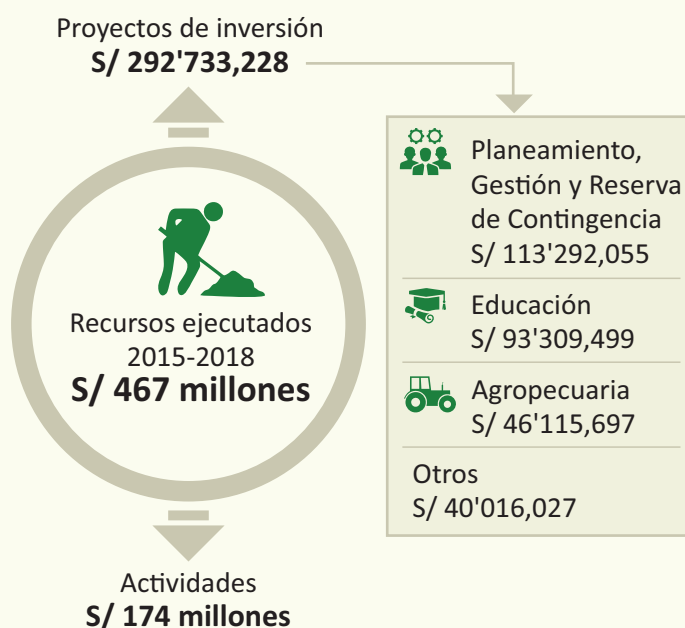 Proyectos de inversión
S/ 292'733,228
Planeamiento,
Gestión y Reserva
de Contingencia
S/ 113'292,055
Educación
S/ 93'309,499
Agropecuaria
S/ 46'115,697
Otros
S/ 40'016,027
Recursos ejecutados
2015-2018
S/ 467 millones
Actividades
S/ 174 millones